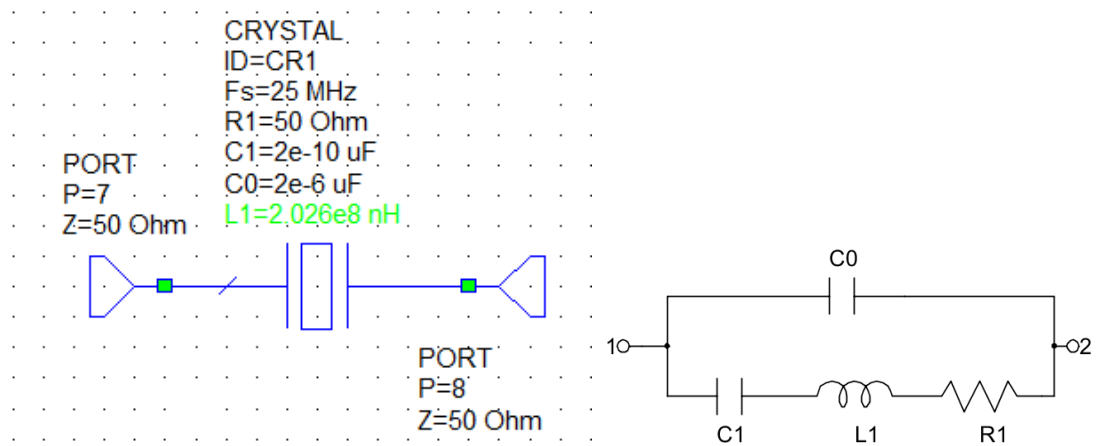 CRYSTAL
ID=CR1
Fs=25 MHz
R1=50 Ohm
C1=2e-10 uF
C0=2e-6 uF
L1=2.026e8 nH
PORT
P=7
Z=50 Ohm
PORT
P=8
Z=50 Ohm
C0
1
2
C1
L1
R1